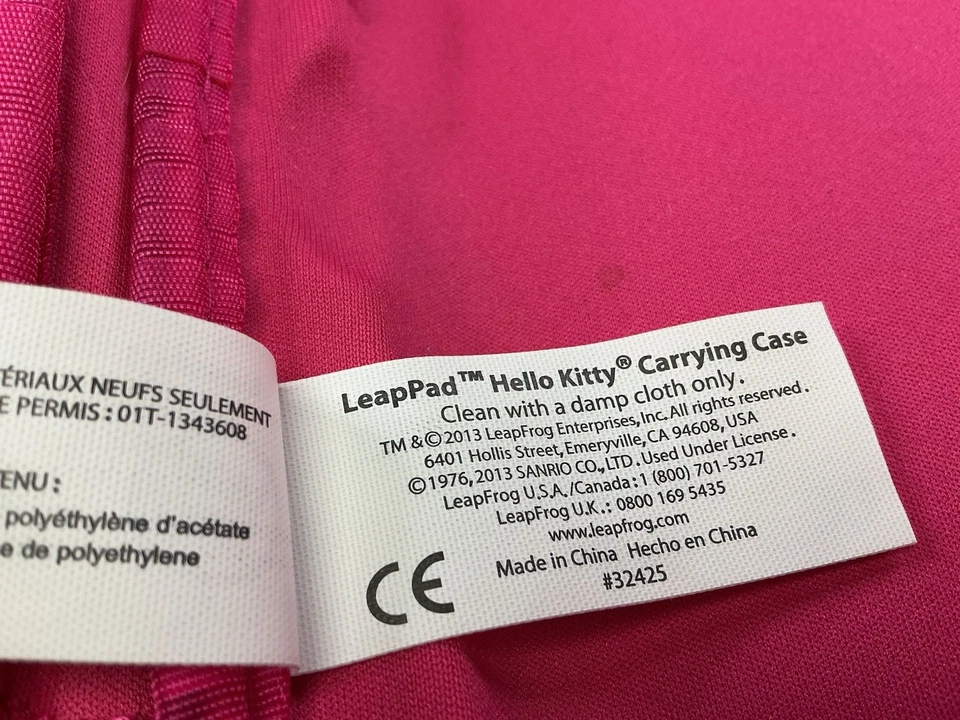 ÉRIAUX NEUFS SEULEMENT
E PERMIS : 01T-1343608
ENU :
polyéthylène d'acétate
e de polyethylene
LeapPad™ Hello Kitty® Carrying Case
Clean with a damp cloth only.
TM & © 2013 LeapFrog Enterprises, Inc. All rights reserved.
6401 Hollis Street, Emeryville, CA 94608, USA
© 1976, 2013 SANRIO CO., LTD. Used Under License.
LeapFrog U.S.A./Canada: 1 (800) 701-5327
LeapFrog U.K.: 0800 169 5435
www.leapfrog.com
Made in China Hecho en China
#32425
CE